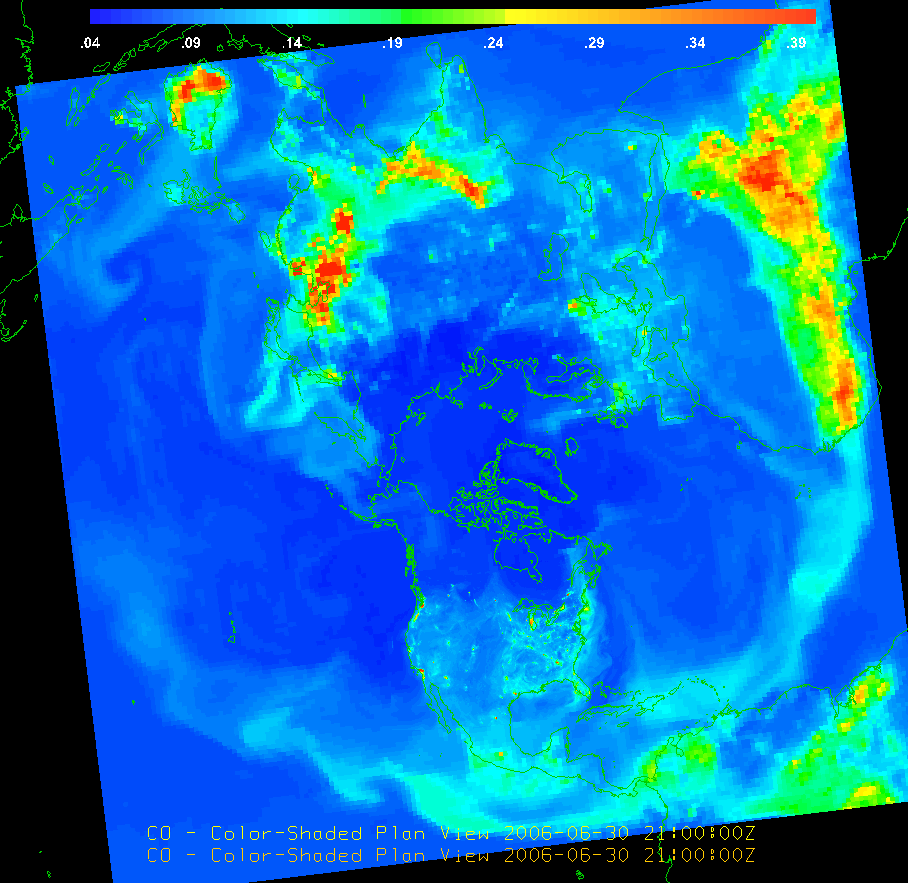 .04 .09 .14 .19 .24 .29 .34 .39
CO - Color-Shaded Plan View 2006-06-30 21:00:00Z
CO - Color-Shaded Plan View 2006-06-30 21:00:00Z